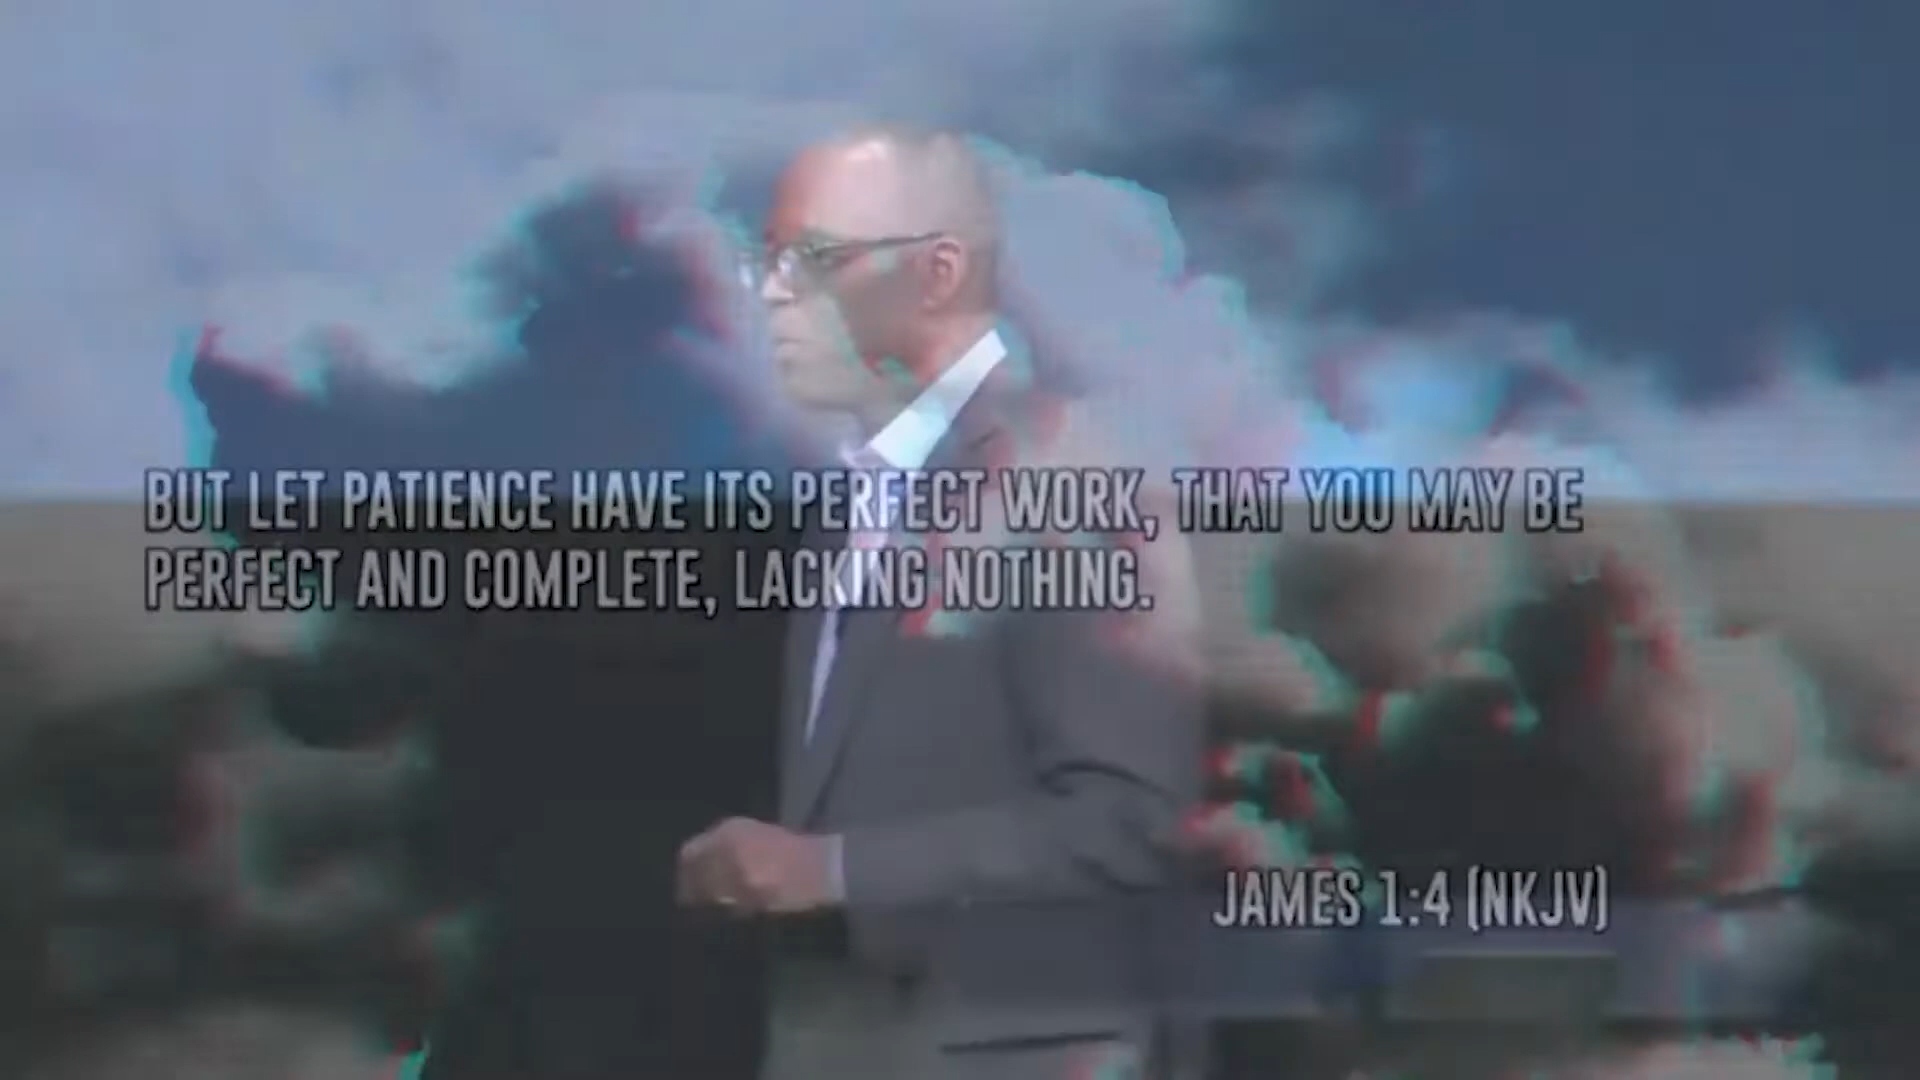 BUT LET PATIENCE HAVE ITS PERFECT WORK, THAT YOU MAY BE
PERFECT AND COMPLETE, LACKING NOTHING.
JAMES 1:4 (NKJV)